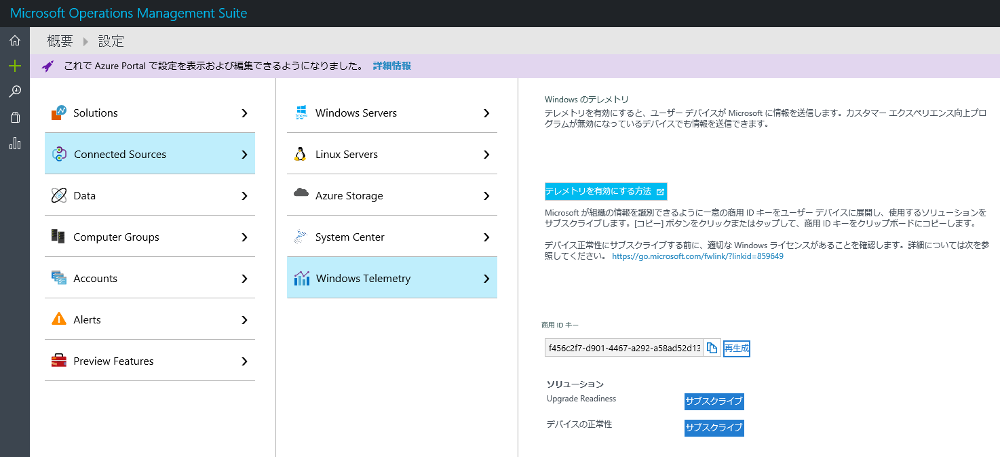 Microsoft Operations Management Suite
概要 設定
これで Azure Portal で設定を表示および編集できるようになりました。 詳細情報
Solutions
Connected Sources
Data
Computer Groups
Accounts
Alerts
Preview Features
Windows Servers
Linux Servers
Azure Storage
System Center
Windows Telemetry
Windows のテレメトリ
テレメトリを有効にすると、ユーザー デバイスが Microsoft に情報を送信します。カスタマー エクスペリエンス向上プロ
グラムが無効になっているデバイスでも情報を送信できます。
テレメトリを有効にする方法
Microsoft が組織の情報を識別できるように一意の商用 ID キーをユーザー デバイスに展開し、使用するソリューションを
サブスクライブします。[コピー] ボタンをクリックまたはタップして、商用 ID キーをクリップボードにコピーします。
デバイス正常性にサブスクライブする前に、適切な Windows ライセンスがあることを確認します。詳細については次を参
照してください。 https://go.microsoft.com/fwlink/?linkid=859649
商用 ID キー
f456c2f7-d901-4467-a292-a58ad52d13 再生成
ソリューション
Upgrade Readiness サブスクライブ
デバイスの正常性 サブスクライブ